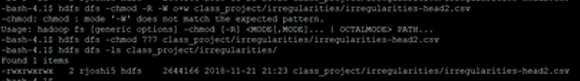 -bash-4.1$ hdfs dfs -chmod -R -W o+w class_project/irregularities/irregularities-head2.csv
-chmod: chmod : mode '-W' does not match the expected pattern.
Usage: hadoop fs [generic options] -chmod [-R] <MODE[,MODE]... | OCTALMODE> PATH...
-bash-4.1$ hdfs dfs -chmod 777 class_project/irregularities/irregularities-head2.csv
-bash-4.1$ hdfs dfs -ls class_project/irregularities/
Found 1 items
-rwxrwxrwx 2 rjoshi5 hdfs 2644166 2018-11-21 21:23 class_project/irregularities/irregularities-head2.csv